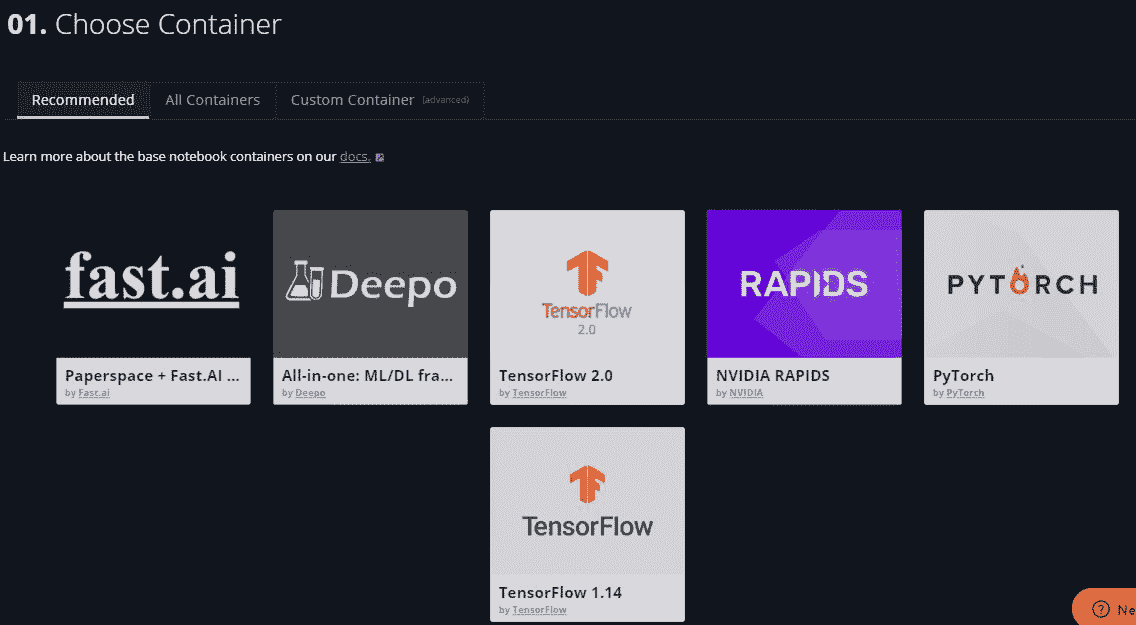 01. Choose Container
Recommended
All Containers
Custom Container (advanced)
Learn more about the base notebook containers on our docs.
fast.ai
Deepo
TensorFlow
2.0
RAPIDS
PYTORCH
Paperspace + Fast.AI ...
by Fast.ai
All-in-one: ML/DL fra...
by Deepo
TensorFlow 2.0
by TensorFlow
NVIDIA RAPIDS
by NVIDIA
PyTorch
by PyTorch
TensorFlow
TensorFlow 1.14
by TensorFlow
Ne